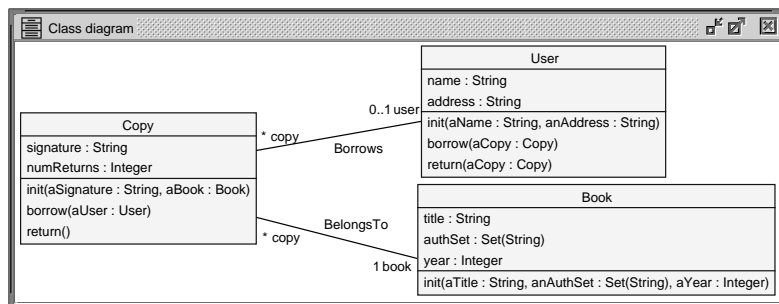 Class diagram
User
name : String
address : String
init(aName : String, anAddress : String)
borrow(aCopy : Copy)
return(aCopy : Copy)
0..1 user
* copy
Borrows
Copy
signature : String
numReturns : Integer
init(aSignature : String, aBook : Book)
borrow(aUser : User)
return()
BelongsTo
* copy
1 book
Book
title : String
authSet : Set(String)
year : Integer
init(aTitle : String, anAuthSet : Set(String), aYear : Integer)